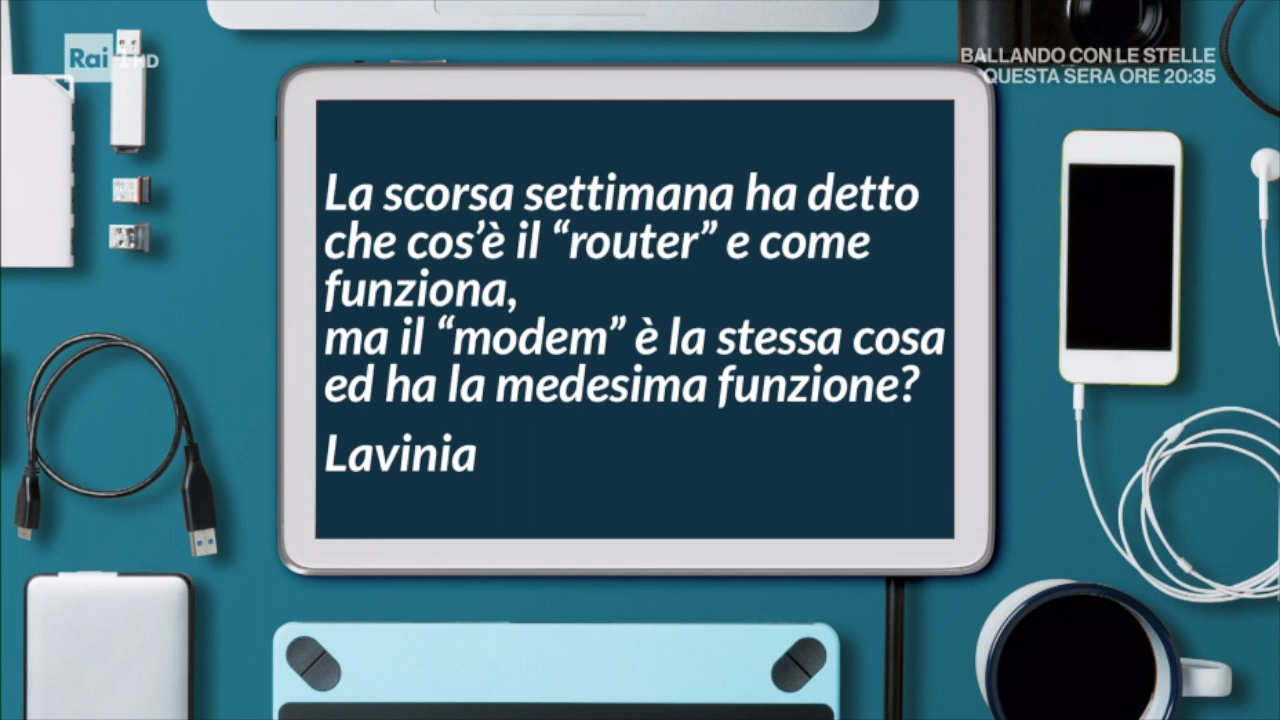 Rai 1 HD
BALLANDO CON LE STELLE
QUESTA SERA ORE 20:35
La scorsa settimana ha detto
che cos'è il “router” e come
funziona,
ma il “modem” è la stessa cosa
ed ha la medesima funzione?
Lavinia